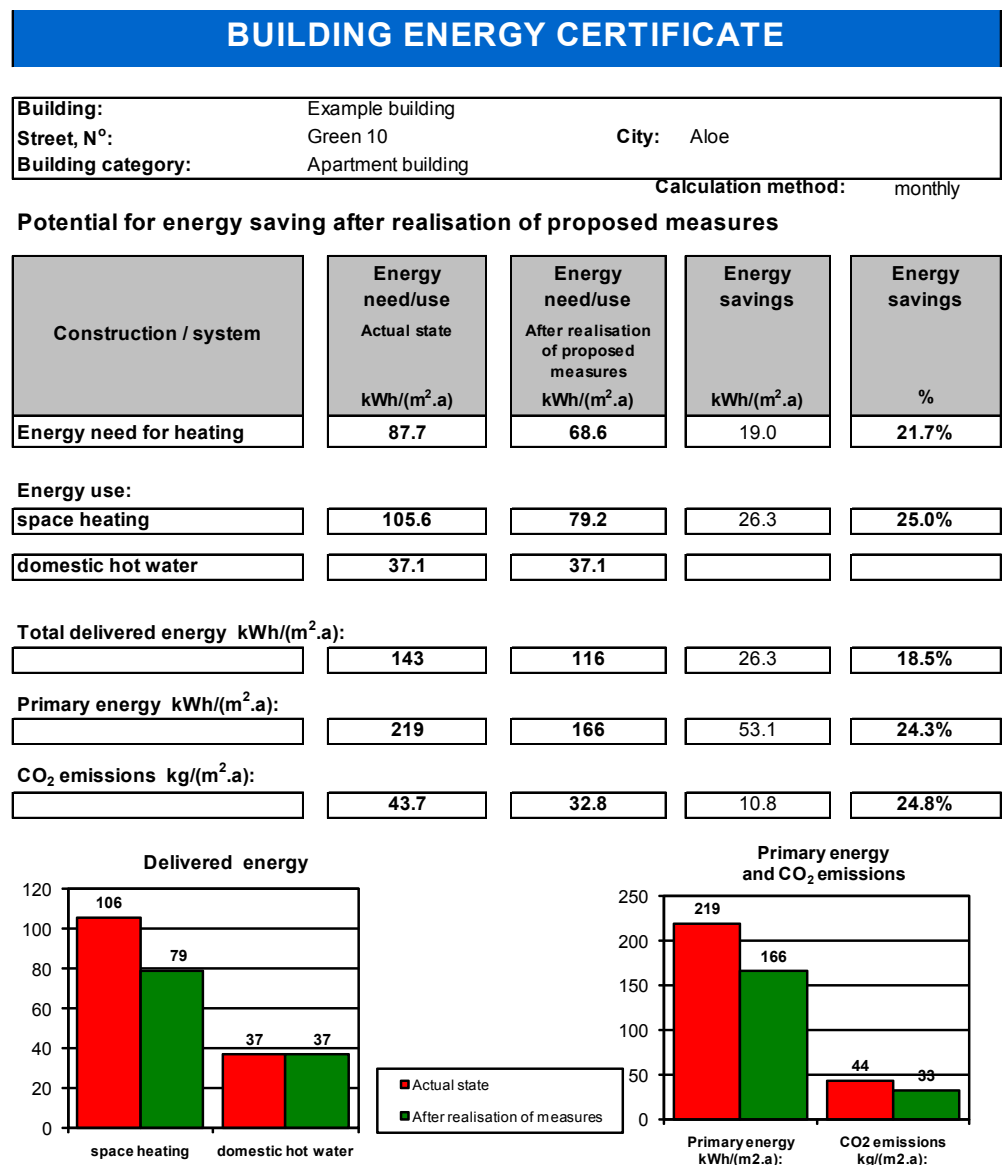 BUILDING ENERGY CERTIFICATE
Building: Example building
Street, Nº: Green 10 City: Aloe
Building category: Apartment building
Calculation method: monthly
Potential for energy saving after realisation of proposed measures
Construction / system
Energy need/use
Actual state
kWh/(m².a)
Energy need/use
After realisation
of proposed
measures
kWh/(m².a)
Energy savings
kWh/(m².a)
Energy savings
%
Energy need for heating 87.7 68.6 19.0 21.7%
Energy use:
space heating 105.6 79.2 26.3 25.0%
domestic hot water 37.1 37.1
Total delivered energy kWh/(m².a):
143 116 26.3 18.5%
Primary energy kWh/(m².a):
219 166 53.1 24.3%
CO₂ emissions kg/(m².a):
43.7 32.8 10.8 24.8%
Delivered energy
120
100
80
60
40
20
0
106
79
37
37
space heating domestic hot water
Actual state
After realisation of measures
Primary energy
and CO₂ emissions
250
200
150
100
50
0
219
166
44
33
Primary energy
kWh/(m2.a):
CO2 emissions
kg/(m2.a):